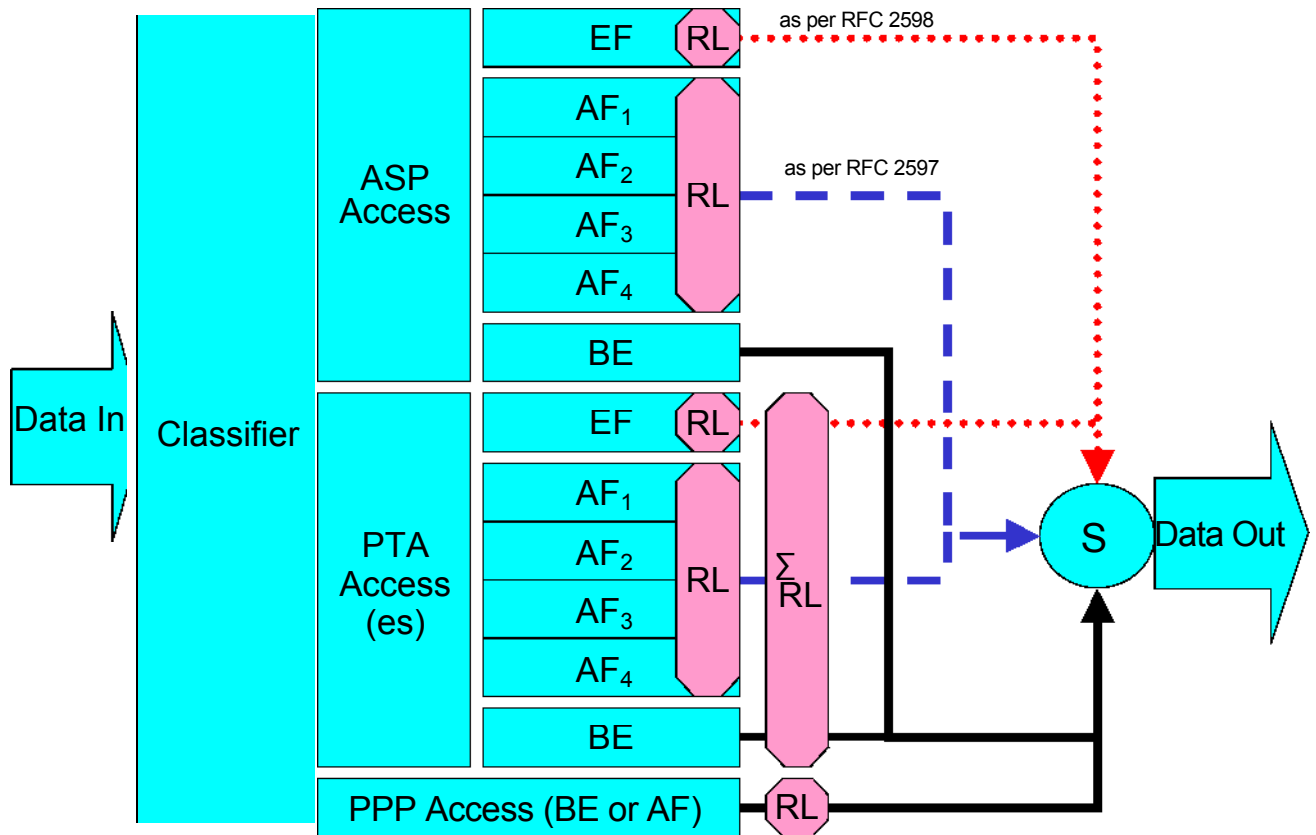 as per RFC 2598
EF RL
AF1
AF2
AF3
AF4
RL
as per RFC 2597
ASP
Access
BE
Data In
Classifier
EF RL
AF1
AF2
AF3
AF4
RL
PTA
Access
(es)
BE
Σ
RL
S
Data Out
PPP Access (BE or AF) RL